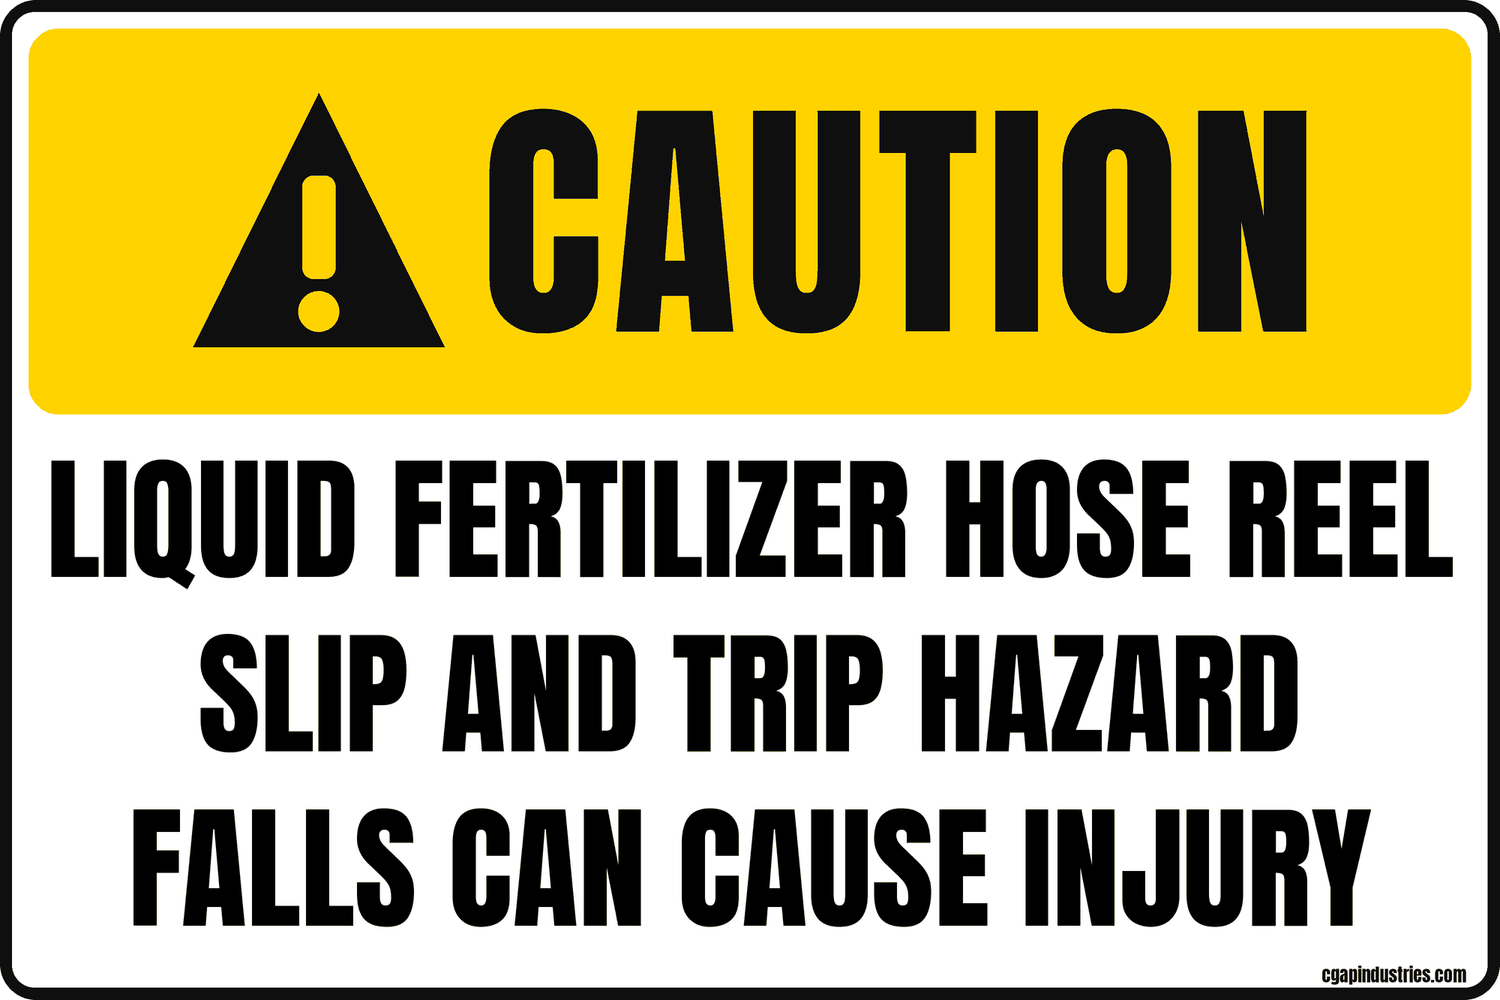 CAUTION
LIQUID FERTILIZER HOSE REEL
SLIP AND TRIP HAZARD
FALLS CAN CAUSE INJURY
cgapindustries.com